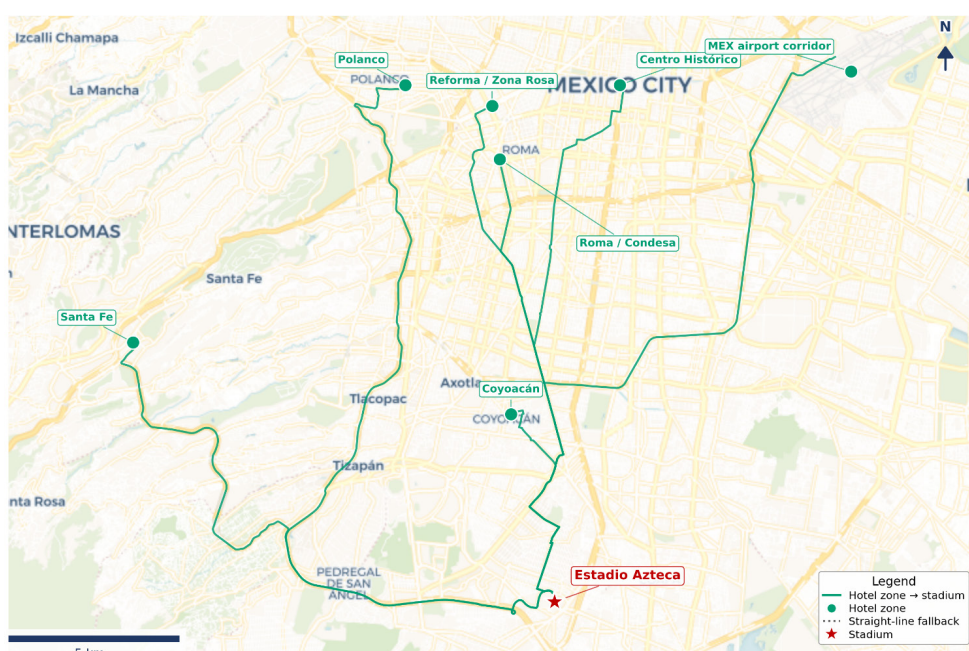 Izcalli Chamapa
N
MEX airport corridor
Polanco
Centro Histórico
POLANCO
Reforma / Zona Rosa
MEXICO CITY
La Mancha
ROMA
NTERLOMAS
Roma / Condesa
Santa Fe
Santa Fe
Axotla
Coyoacán
Tlacopac
COYOACÁN
Tizapán
nta Rosa
PEDREGAL
DE SAN
ÁNGEL
Estadio Azteca
Legend
Hotel zone → stadium
Hotel zone
Straight-line fallback
Stadium